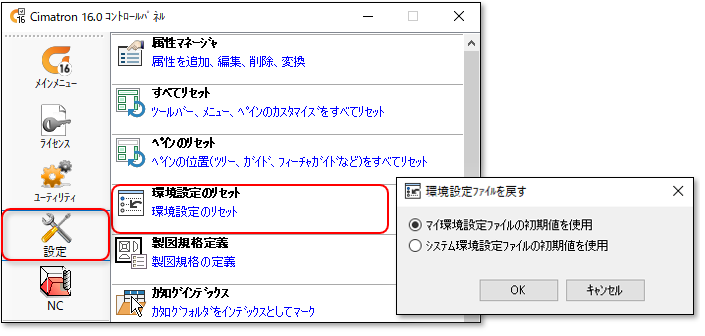 Cimatron 16.0 ｺﾝﾄﾛｰﾙﾊﾟﾈﾙ
16
メインメニュー
ライセンス
ユーティリティ
設定
NC
属性マネージャ
属性を追加、編集、削除、変換
すべてリセット
ツールバー、メニュー、ペインのカスタマイズをすべてリセット
ペインのリセット
ペインの位置(ツリー、ガイド、フィーチャガイドなど)をすべてリセット
環境設定のリセット
環境設定のリセット
製図規格定義
製図規格の定義
カタログインデックス
カタログフォルダをインデックスとしてマーク
環境設定ファイルを戻す
マイ環境設定ファイルの初期値を使用
システム環境設定ファイルの初期値を使用
OK
キャンセル